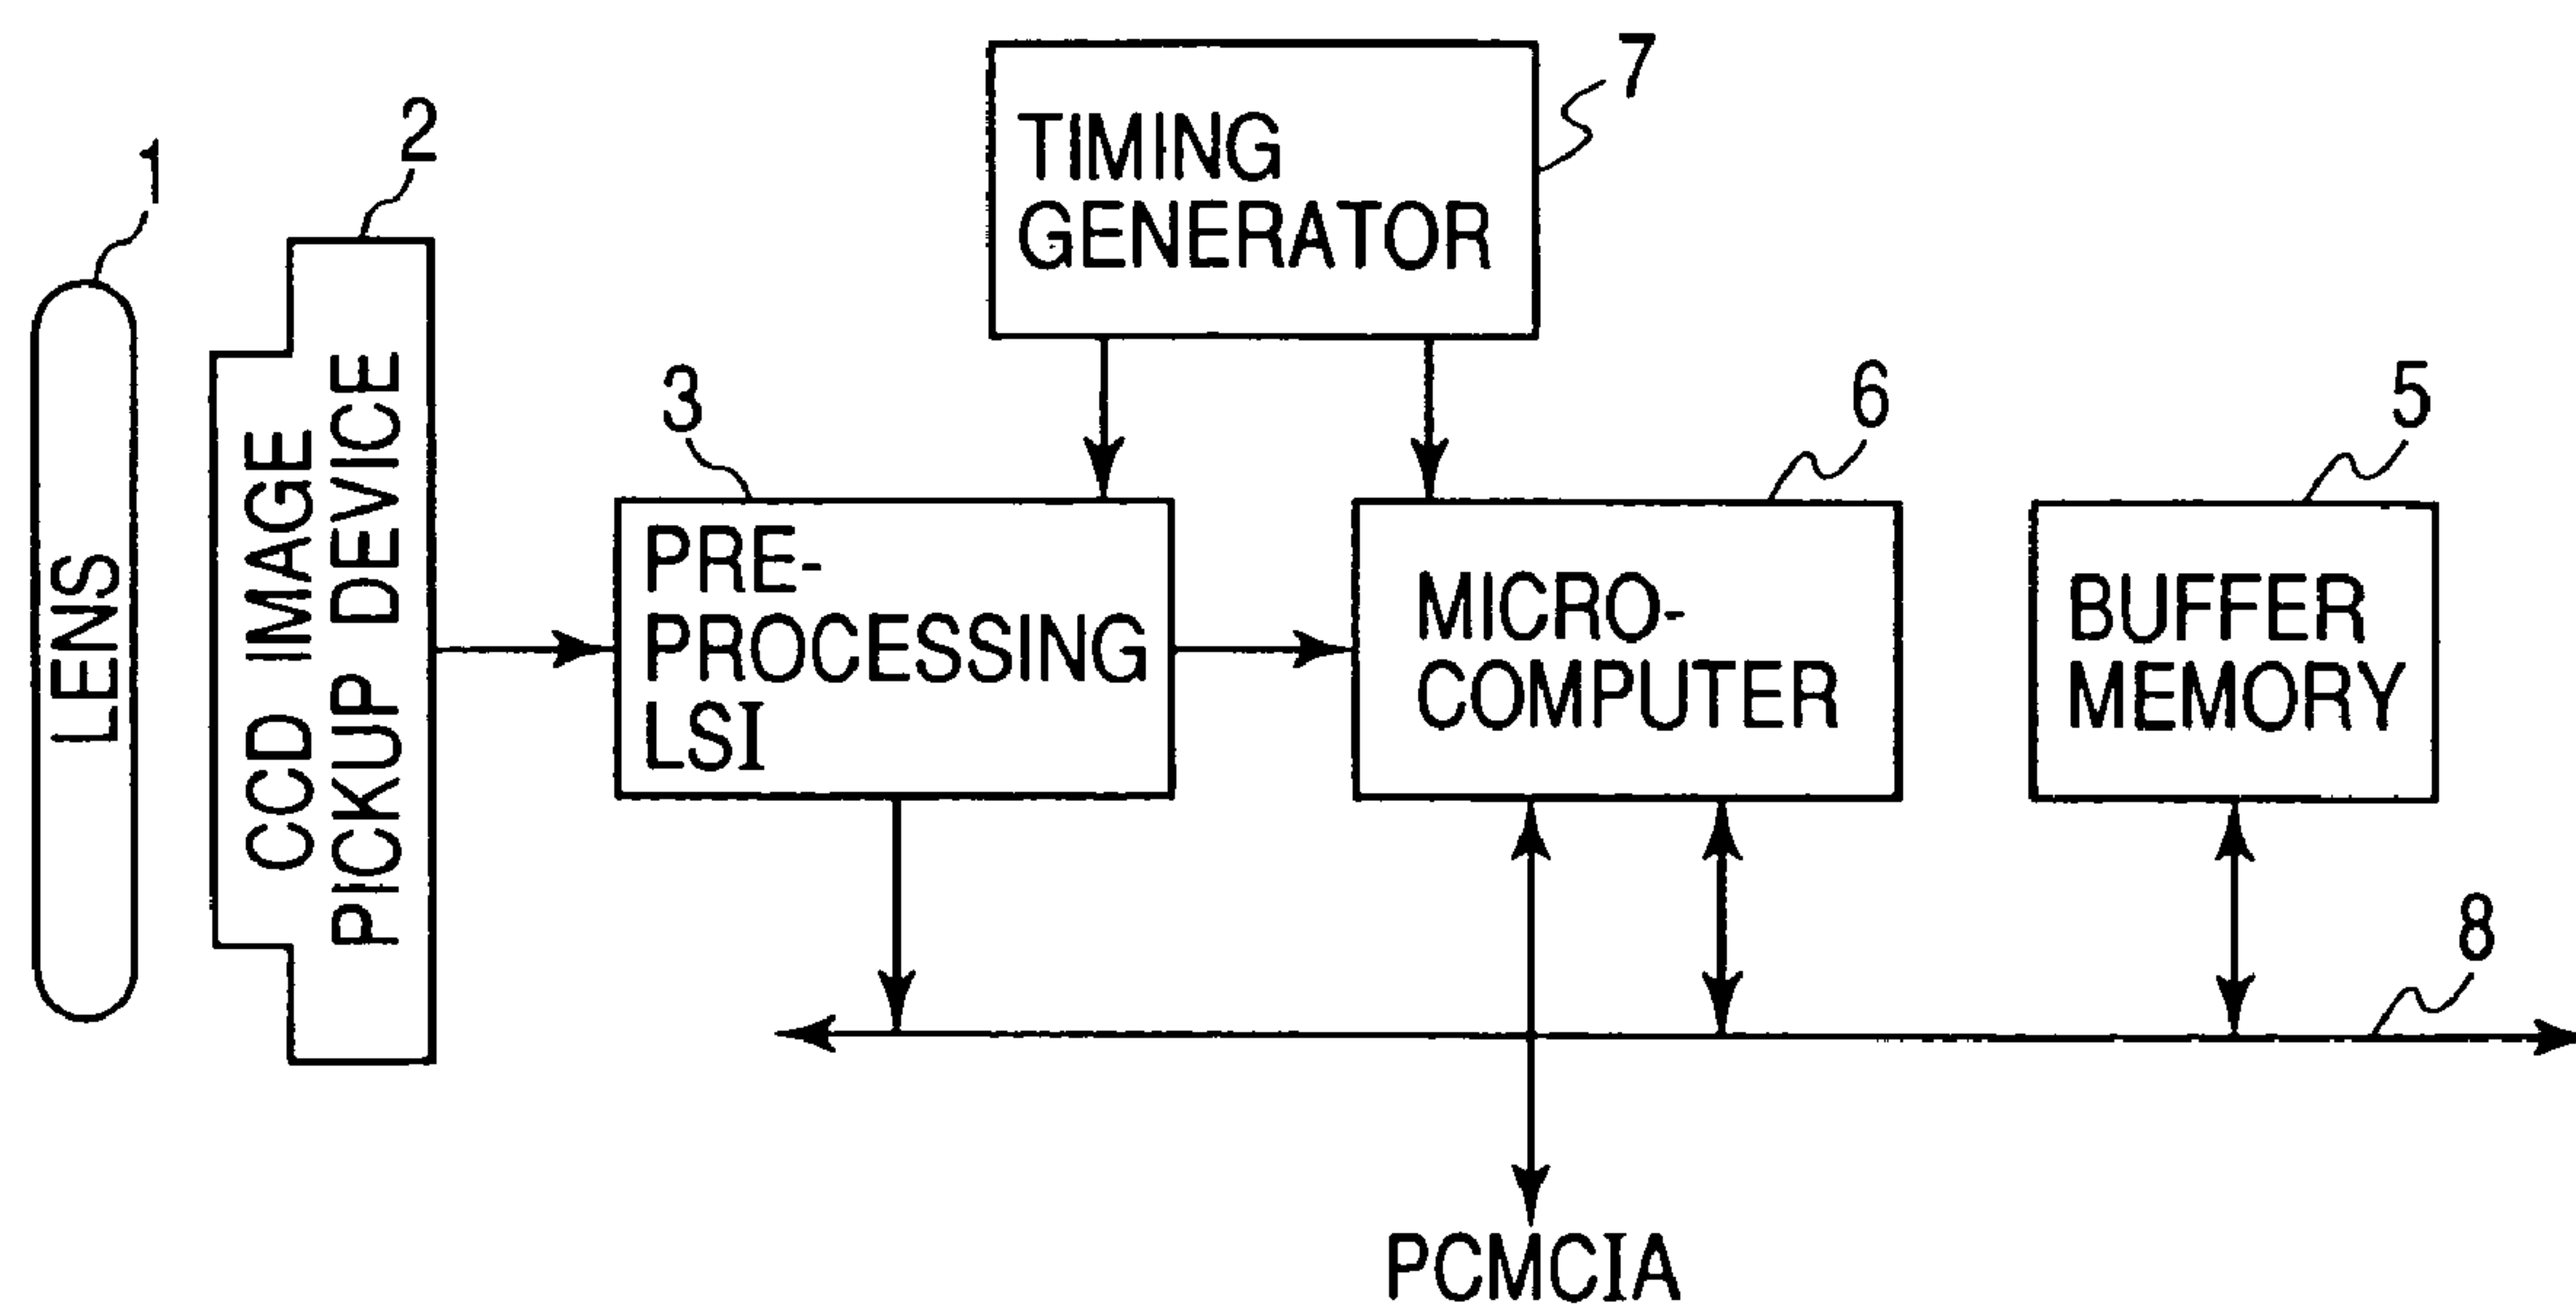 1
LENS
2
CCD IMAGE
PICKUP DEVICE
7
TIMING
GENERATOR
3
PRE-
PROCESSING
LSI
6
MICRO-
COMPUTER
5
BUFFER
MEMORY
8
PCMCIA